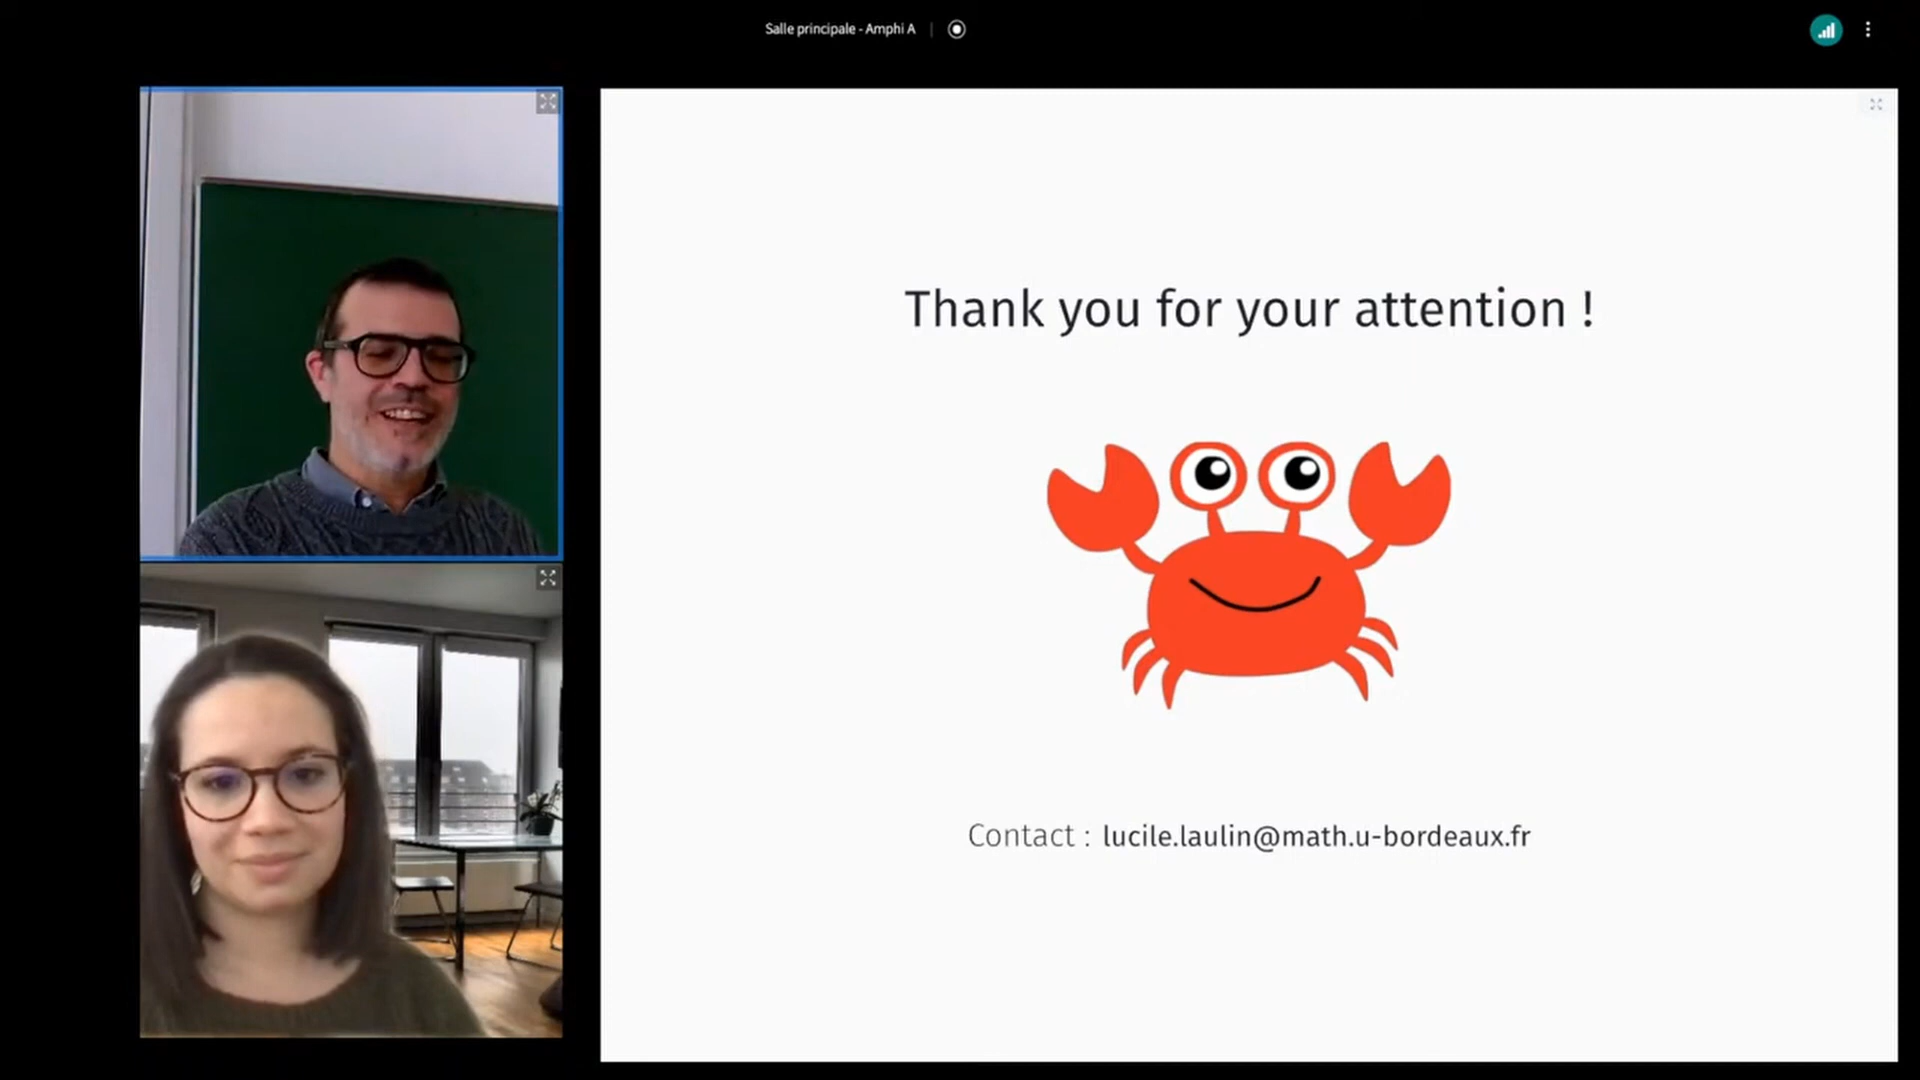 Salle principale - Amphi A
Thank you for your attention !
Contact : lucile.laulin@math.u-bordeaux.fr